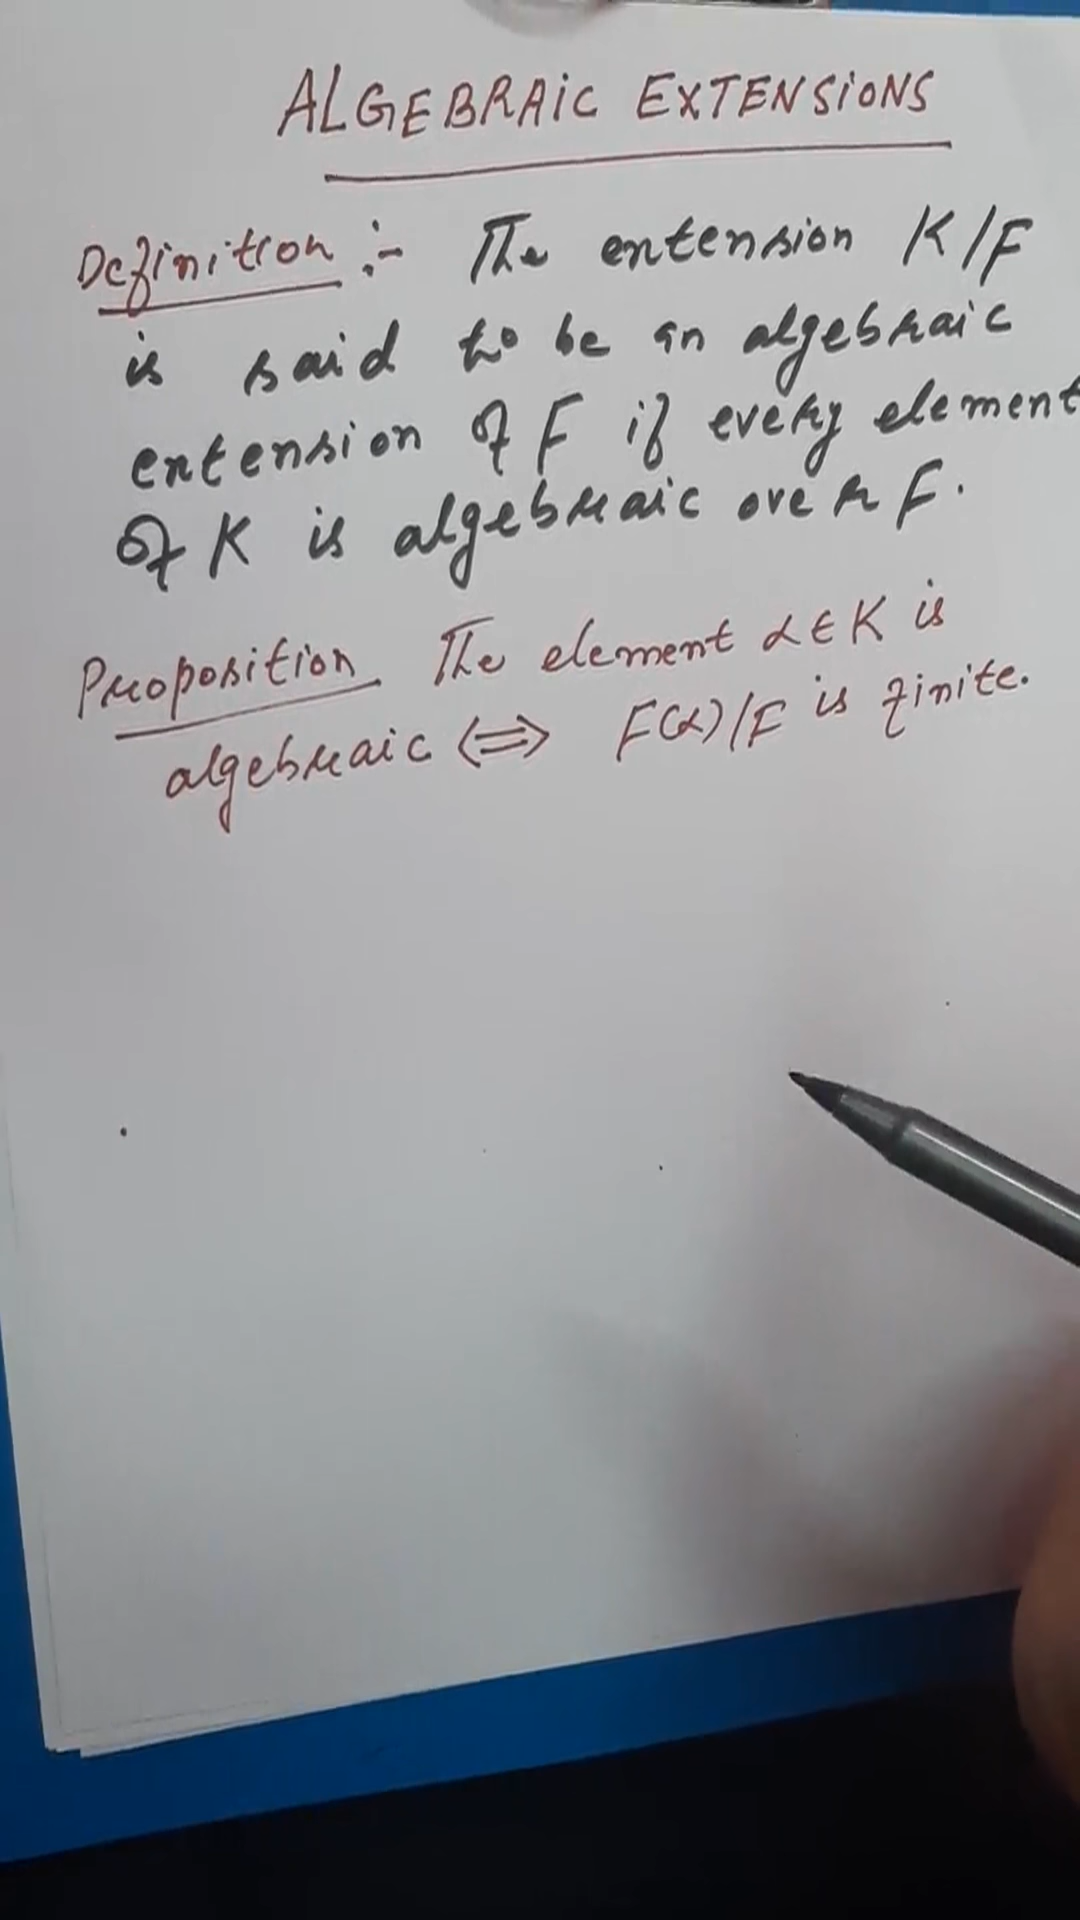 ALGEBRAIC EXTENSIONS
Definition :- The extension K/F
is said to be an algebraic
extension of F if every element
of K is algebraic over F.
Proposition The element α∈K is
algebraic ⟺ F(α)/F is finite.